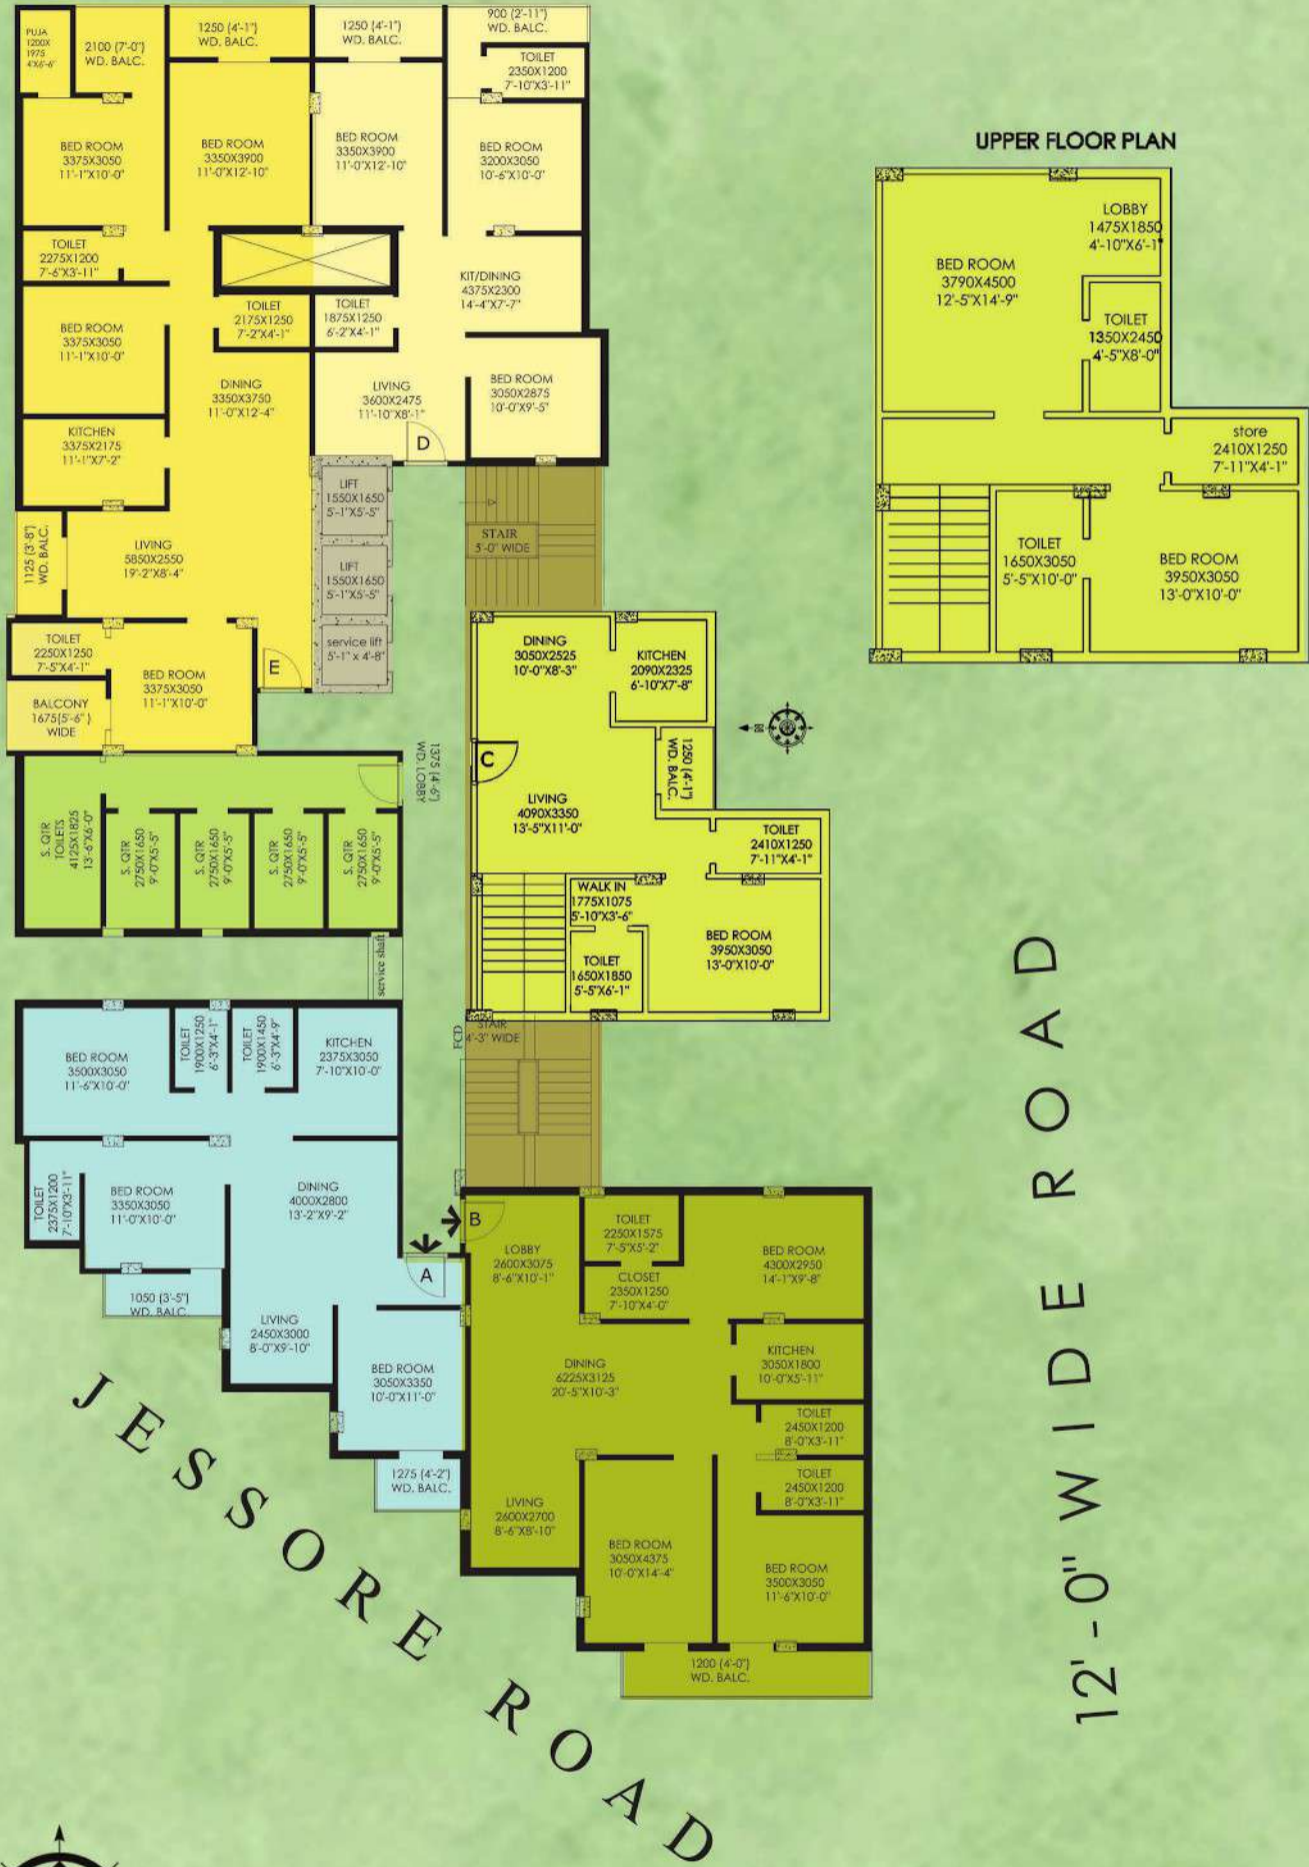 PUJA
1200X
1975
4'X6'-6"
2100 (7'-0")
WD. BALC.
1250 (4'-1")
WD. BALC.
1250 (4'-1")
WD. BALC.
900 (2'-11")
WD. BALC.
TOILET
2350X1200
7'-10"X3'-11"
BED ROOM
3375X3050
11'-1"X10'-0"
BED ROOM
3350X3900
11'-0"X12'-10"
BED ROOM
3350X3900
11'-0"X12'-10"
BED ROOM
3200X3050
10'-6"X10'-0"
TOILET
2275X1200
7'-6"X3'-11"
KIT/DINING
4375X2300
14'-4"X7'-7"
BED ROOM
3375X3050
11'-1"X10'-0"
TOILET
2175X1250
7'-2"X4'-1"
TOILET
1875X1250
6'-2"X4'-1"
DINING
3350X3750
11'-0"X12'-4"
LIVING
3600X2475
11'-10"X8'-1"
BED ROOM
3050X2875
10'-0"X9'-5"
D
KITCHEN
3375X2175
11'-1"X7'-2"
LIFT
1550X1650
5'-1"X5'-5"
STAIR
5'-0" WIDE
1125 (3'-8")
WD. BALC.
LIVING
5850X2550
19'-2"X8'-4"
LIFT
1550X1650
5'-1"X5'-5"
service lift
5'-1" x 4'-8"
TOILET
2250X1250
7'-5"X4'-1"
E
BED ROOM
3375X3050
11'-1"X10'-0"
BALCONY
1675(5'-6" )
WIDE
1375 (4'-6")
WD. LOBBY
S. QTR
TOILETS
4125X1825
13'-6"X6'-0"
S. QTR
2750X1650
9'-0"X5'-5"
S. QTR
2750X1650
9'-0"X5'-5"
S. QTR
2750X1650
9'-0"X5'-5"
S. QTR
2750X1650
9'-0"X5'-5"
service shaft
UPPER FLOOR PLAN
LOBBY
1475X1850
4'-10"X6'-1"
BED ROOM
3790X4500
12'-5"X14'-9"
TOILET
1350X2450
4'-5"X8'-0"
store
2410X1250
7'-11"X4'-1"
TOILET
1650X3050
5'-5"X10'-0"
BED ROOM
3950X3050
13'-0"X10'-0"
DINING
3050X2525
10'-0"X8'-3"
KITCHEN
2090X2325
6'-10"X7'-8"
C
1250 (4'-1")
WD. BALC.
LIVING
4090X3350
13'-5"X11'-0"
TOILET
2410X1250
7'-11"X4'-1"
WALK IN
1775X1075
5'-10"X3'-6"
BED ROOM
3950X3050
13'-0"X10'-0"
TOILET
1650X1850
5'-5"X6'-1"
FCD
STAIR
4'-3" WIDE
BED ROOM
3500X3050
11'-6"X10'-0"
TOILET
1900X1250
6'-3"X4'-1"
TOILET
1900X1450
6'-3"X4'-9"
KITCHEN
2375X3050
7'-10"X10'-0"
TOILET
2375X1200
7'-10"X3'-11"
BED ROOM
3350X3050
11'-0"X10'-0"
DINING
4000X2800
13'-2"X9'-2"
A
1050 (3'-5")
WD. BALC.
LIVING
2450X3000
8'-0"X9'-10"
BED ROOM
3050X3350
10'-0"X11'-0"
1275 (4'-2")
WD. BALC.
B
LOBBY
2600X3075
8'-6"X10'-1"
TOILET
2250X1575
7'-5"X5'-2"
CLOSET
2350X1250
7'-10"X4'-0"
BED ROOM
4300X2950
14'-1"X9'-8"
DINING
6225X3125
20'-5"X10'-3"
KITCHEN
3050X1800
10'-0"X5'-11"
TOILET
2450X1200
8'-0"X3'-11"
TOILET
2450X1200
8'-0"X3'-11"
LIVING
2600X2700
8'-6"X8'-10"
BED ROOM
3050X4375
10'-0"X14'-4"
BED ROOM
3500X3050
11'-6"X10'-0"
1200 (4'-0")
WD. BALC.
JESSORE ROAD
12'-0" WIDE ROAD